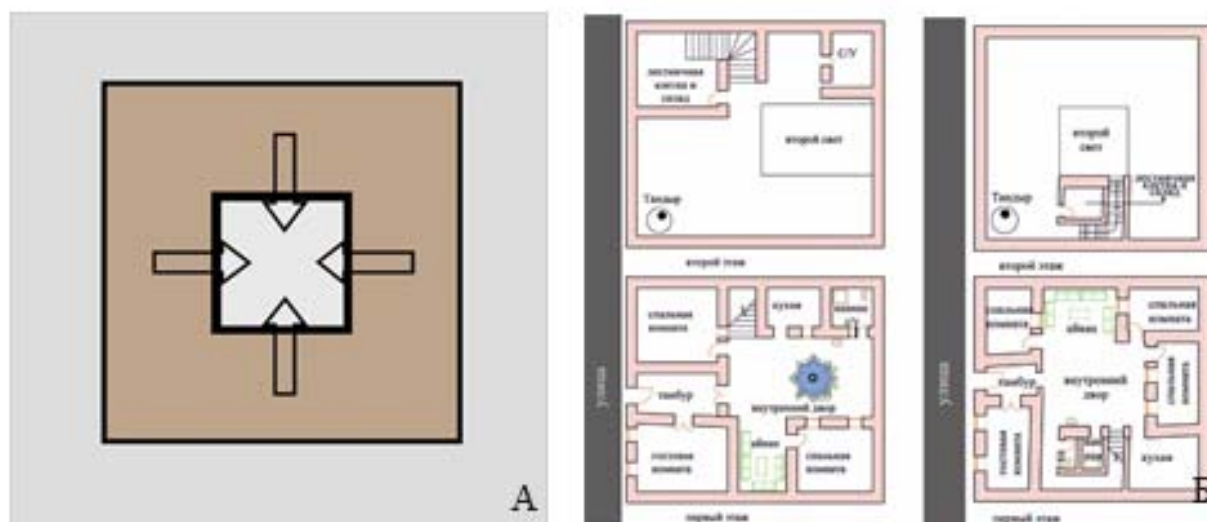 А
улица
лестничная
клетка и
склад
С/У
второй свет
Тандыр
второй этаж
спальная
комната
кухня
ванная
тамбур
внутренний двор
гостевая
комната
айван
спальная
комната
первый этаж
улица
второй
свет
лестничная
клетка и
склад
Тандыр
второй этаж
спальная
комната
айван
спальная
комната
тамбур
внутренний
двор
спальная
комната
гостевая
комната
кухня
первый этаж
Б